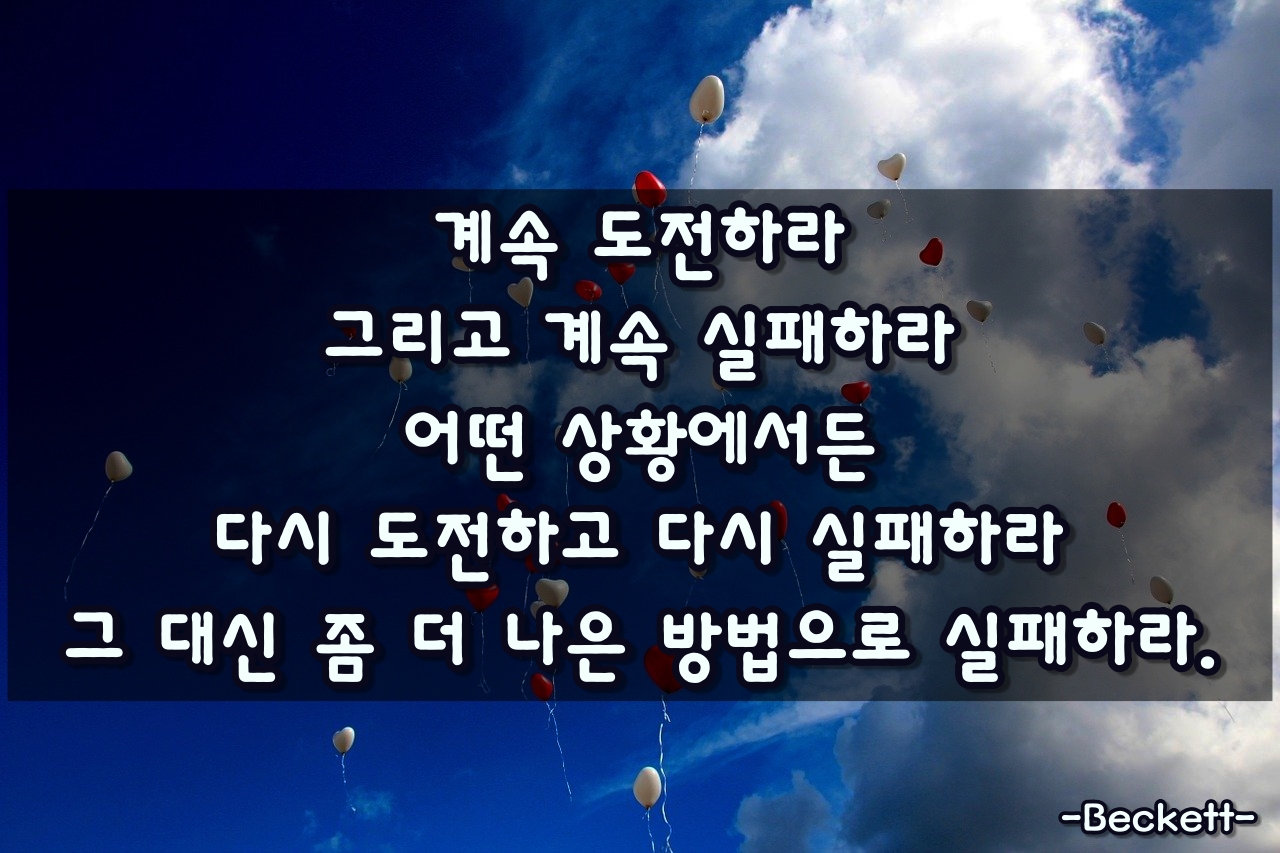 계속 도전하라
그리고 계속 실패하라
어떤 상황에서든
다시 도전하고 다시 실패하라
그 대신 좀 더 나은 방법으로 실패하라.
-Beckett-